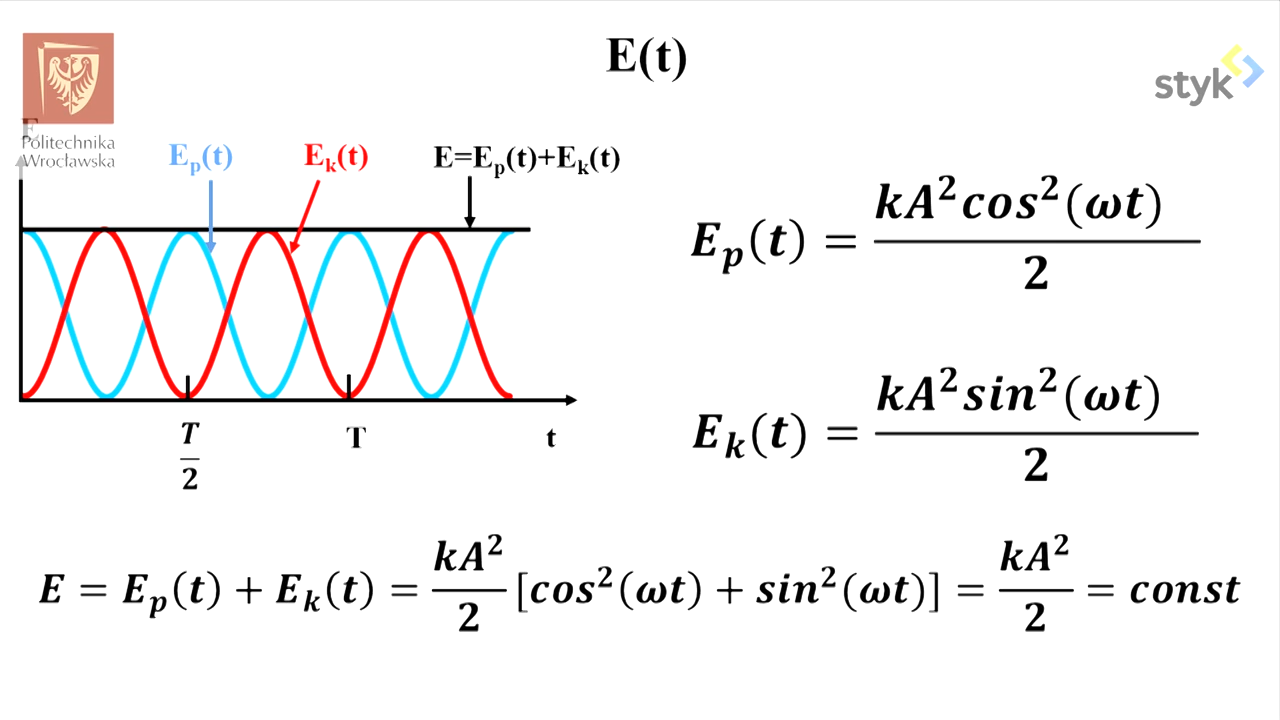 E(t)
styk
E
Politechnika
Wrocławska
Eₚ(t)
Eₖ(t)
E=Eₚ(t)+Eₖ(t)
T/2
T
t
Eₚ(t) = kA²cos²(ωt)/2
Eₖ(t) = kA²sin²(ωt)/2
E = Eₚ(t) + Eₖ(t) = kA²/2 [cos²(ωt) + sin²(ωt)] = kA²/2 = const